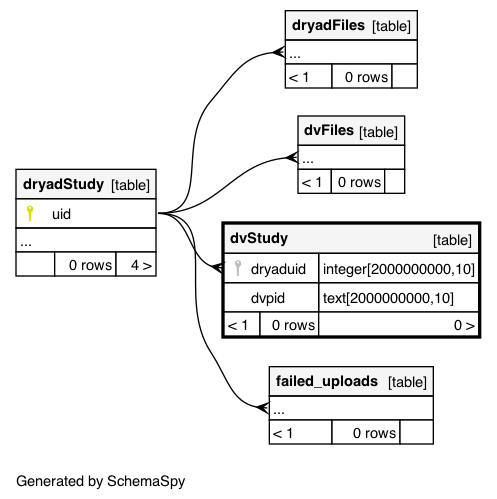 dryadFiles [table]
...
< 1 0 rows
dvFiles [table]
...
< 1 0 rows
dryadStudy [table]
uid
...
0 rows 4 >
dvStudy [table]
dryaduid integer[2000000000,10]
dvpid text[2000000000,10]
< 1 0 rows 0 >
failed_uploads [table]
...
< 1 0 rows
Generated by SchemaSpy